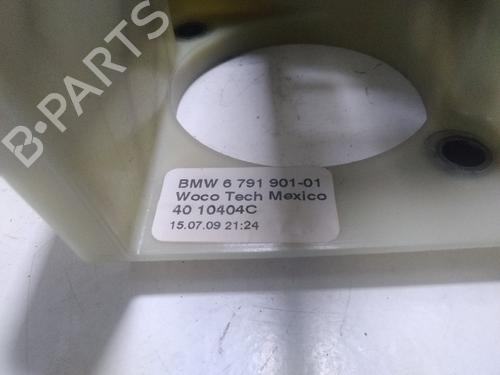 B-PARTS
BMW 6 791 901-01
Woco Tech Mexico
40 10404C
15.07.09 21:24